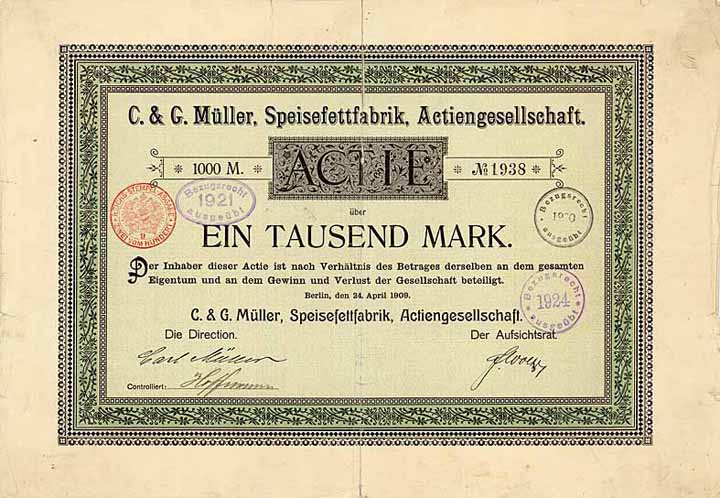 C. & G. Müller, Speisefettfabrik, Actiengesellschaft.
1000 M. ACTIE № 1938
Bezugsrecht 1921 ausgeübt
Bezugsrecht 1920 ausgeübt
über
EIN TAUSEND MARK.
Der Inhaber dieser Actie ist nach Verhältnis des Betrages derselben an dem gesamten
Eigentum und an dem Gewinn und Verlust der Gesellschaft beteiligt.
Berlin, den 24. April 1909.
Bezugsrecht 1924 ausgeübt
C. & G. Müller, Speisefettfabrik, Actiengesellschaft.
Die Direction. Der Aufsichtsrat.
Carl Müller
Controlliert: Hoffmann